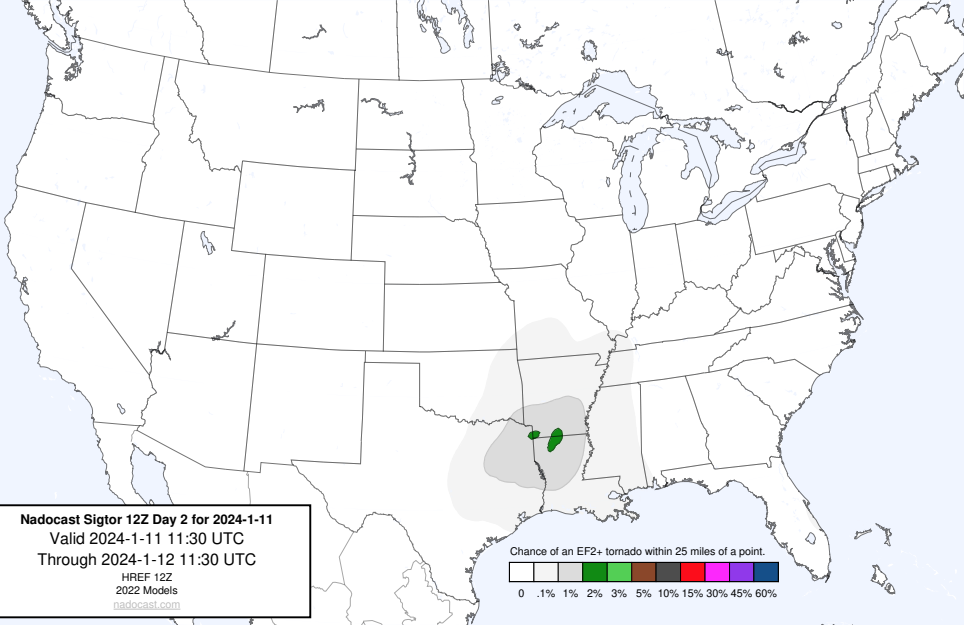 Nadocast Sigtor 12Z Day 2 for 2024-1-11
Valid 2024-1-11 11:30 UTC
Through 2024-1-12 11:30 UTC
HREF 12Z
2022 Models
nadocast.com
Chance of an EF2+ tornado within 25 miles of a point.
0 .1% 1% 2% 3% 5% 10% 15% 30% 45% 60%